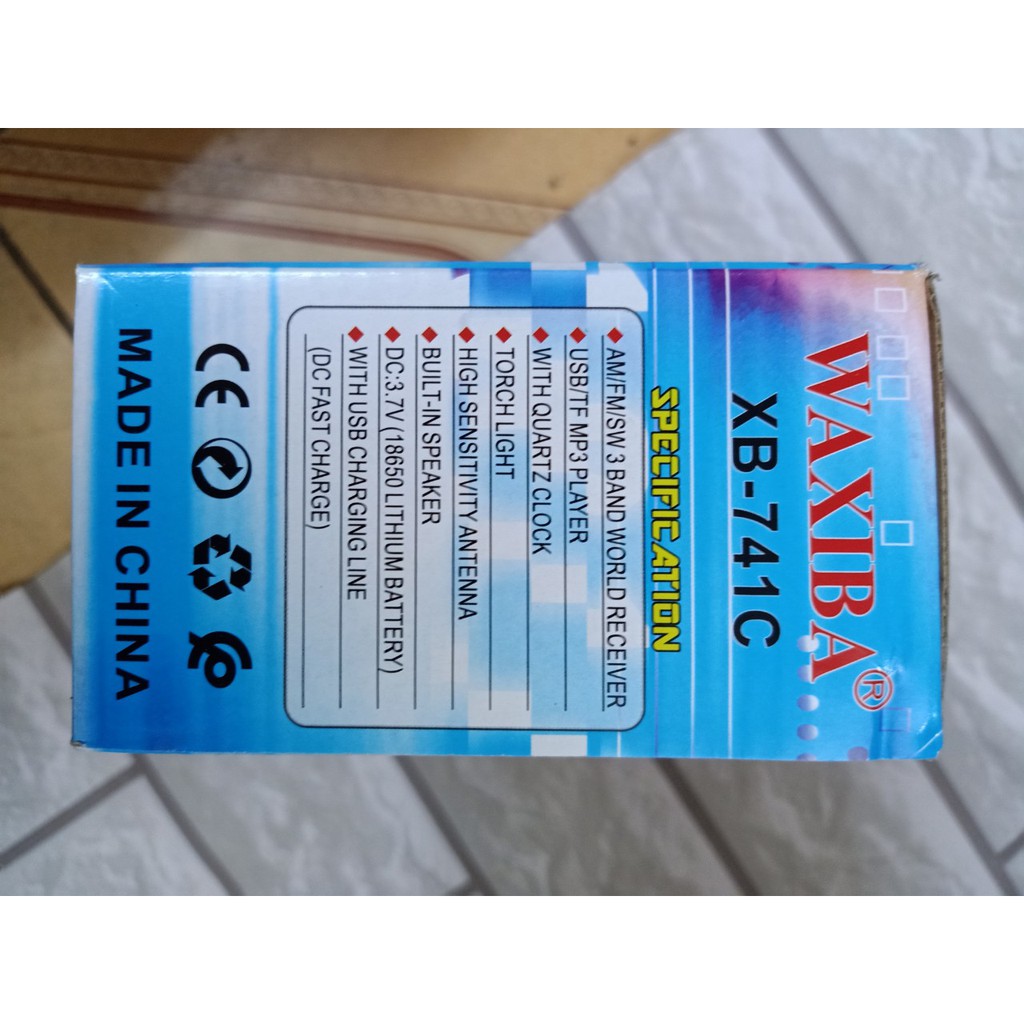 WAXIBA®
XB-741C
SPECIFICATION
AM/FM/SW 3 BAND WORLD RECEIVER
USB/TF MP3 PLAYER
WITH QUARTZ CLOCK
TORCH LIGHT
HIGH SENSITIVITY ANTENNA
BUILT-IN SPEAKER
DC:3.7V (18650 LITHIUM BATTERY)
WITH USB CHARGING LINE
(DC FAST CHARGE)
CE
MADE IN CHINA